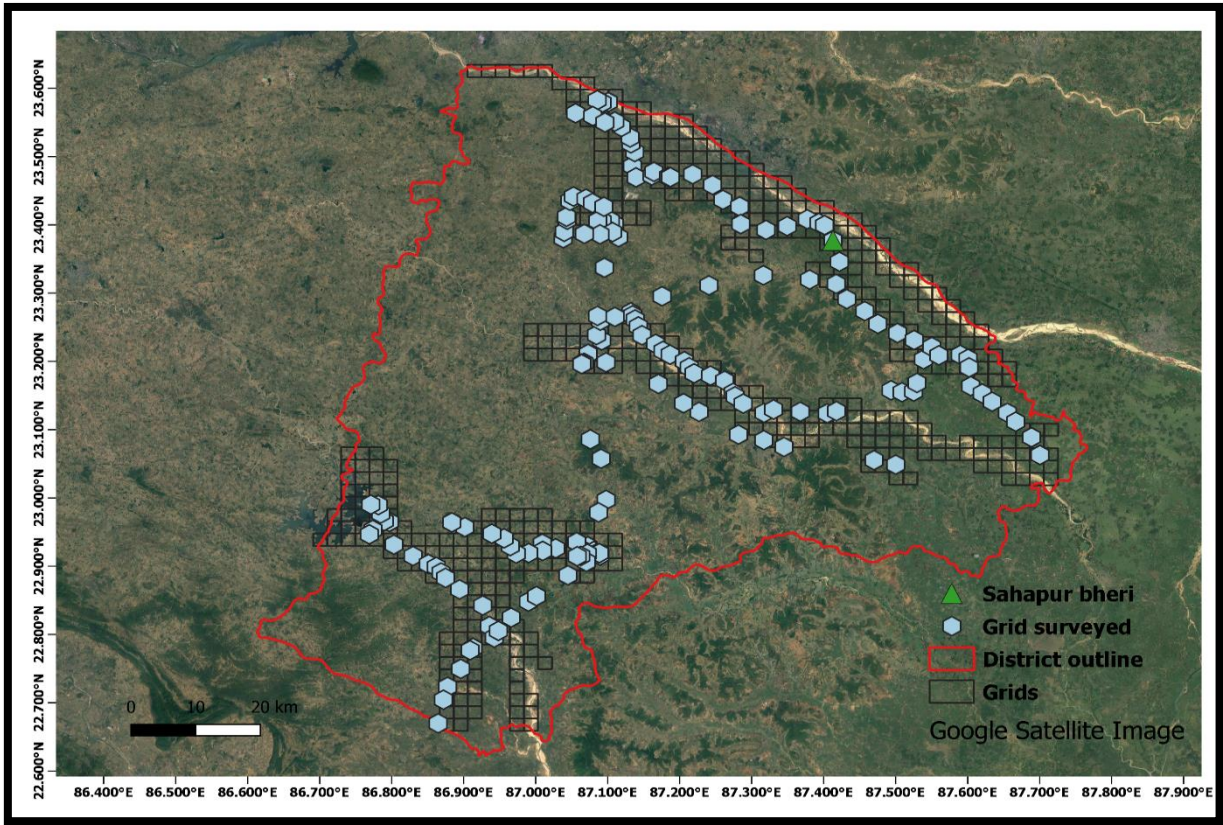 23.600°N
23.500°N
23.400°N
23.300°N
23.200°N
23.100°N
23.000°N
22.900°N
22.800°N
22.700°N
22.600°N
Sahapur bheri
Grid surveyed
District outline
Grids
Google Satellite Image
0 10 20 km
86.400°E 86.500°E 86.600°E 86.700°E 86.800°E 86.900°E 87.000°E 87.100°E 87.200°E 87.300°E 87.400°E 87.500°E 87.600°E 87.700°E 87.800°E 87.900°E